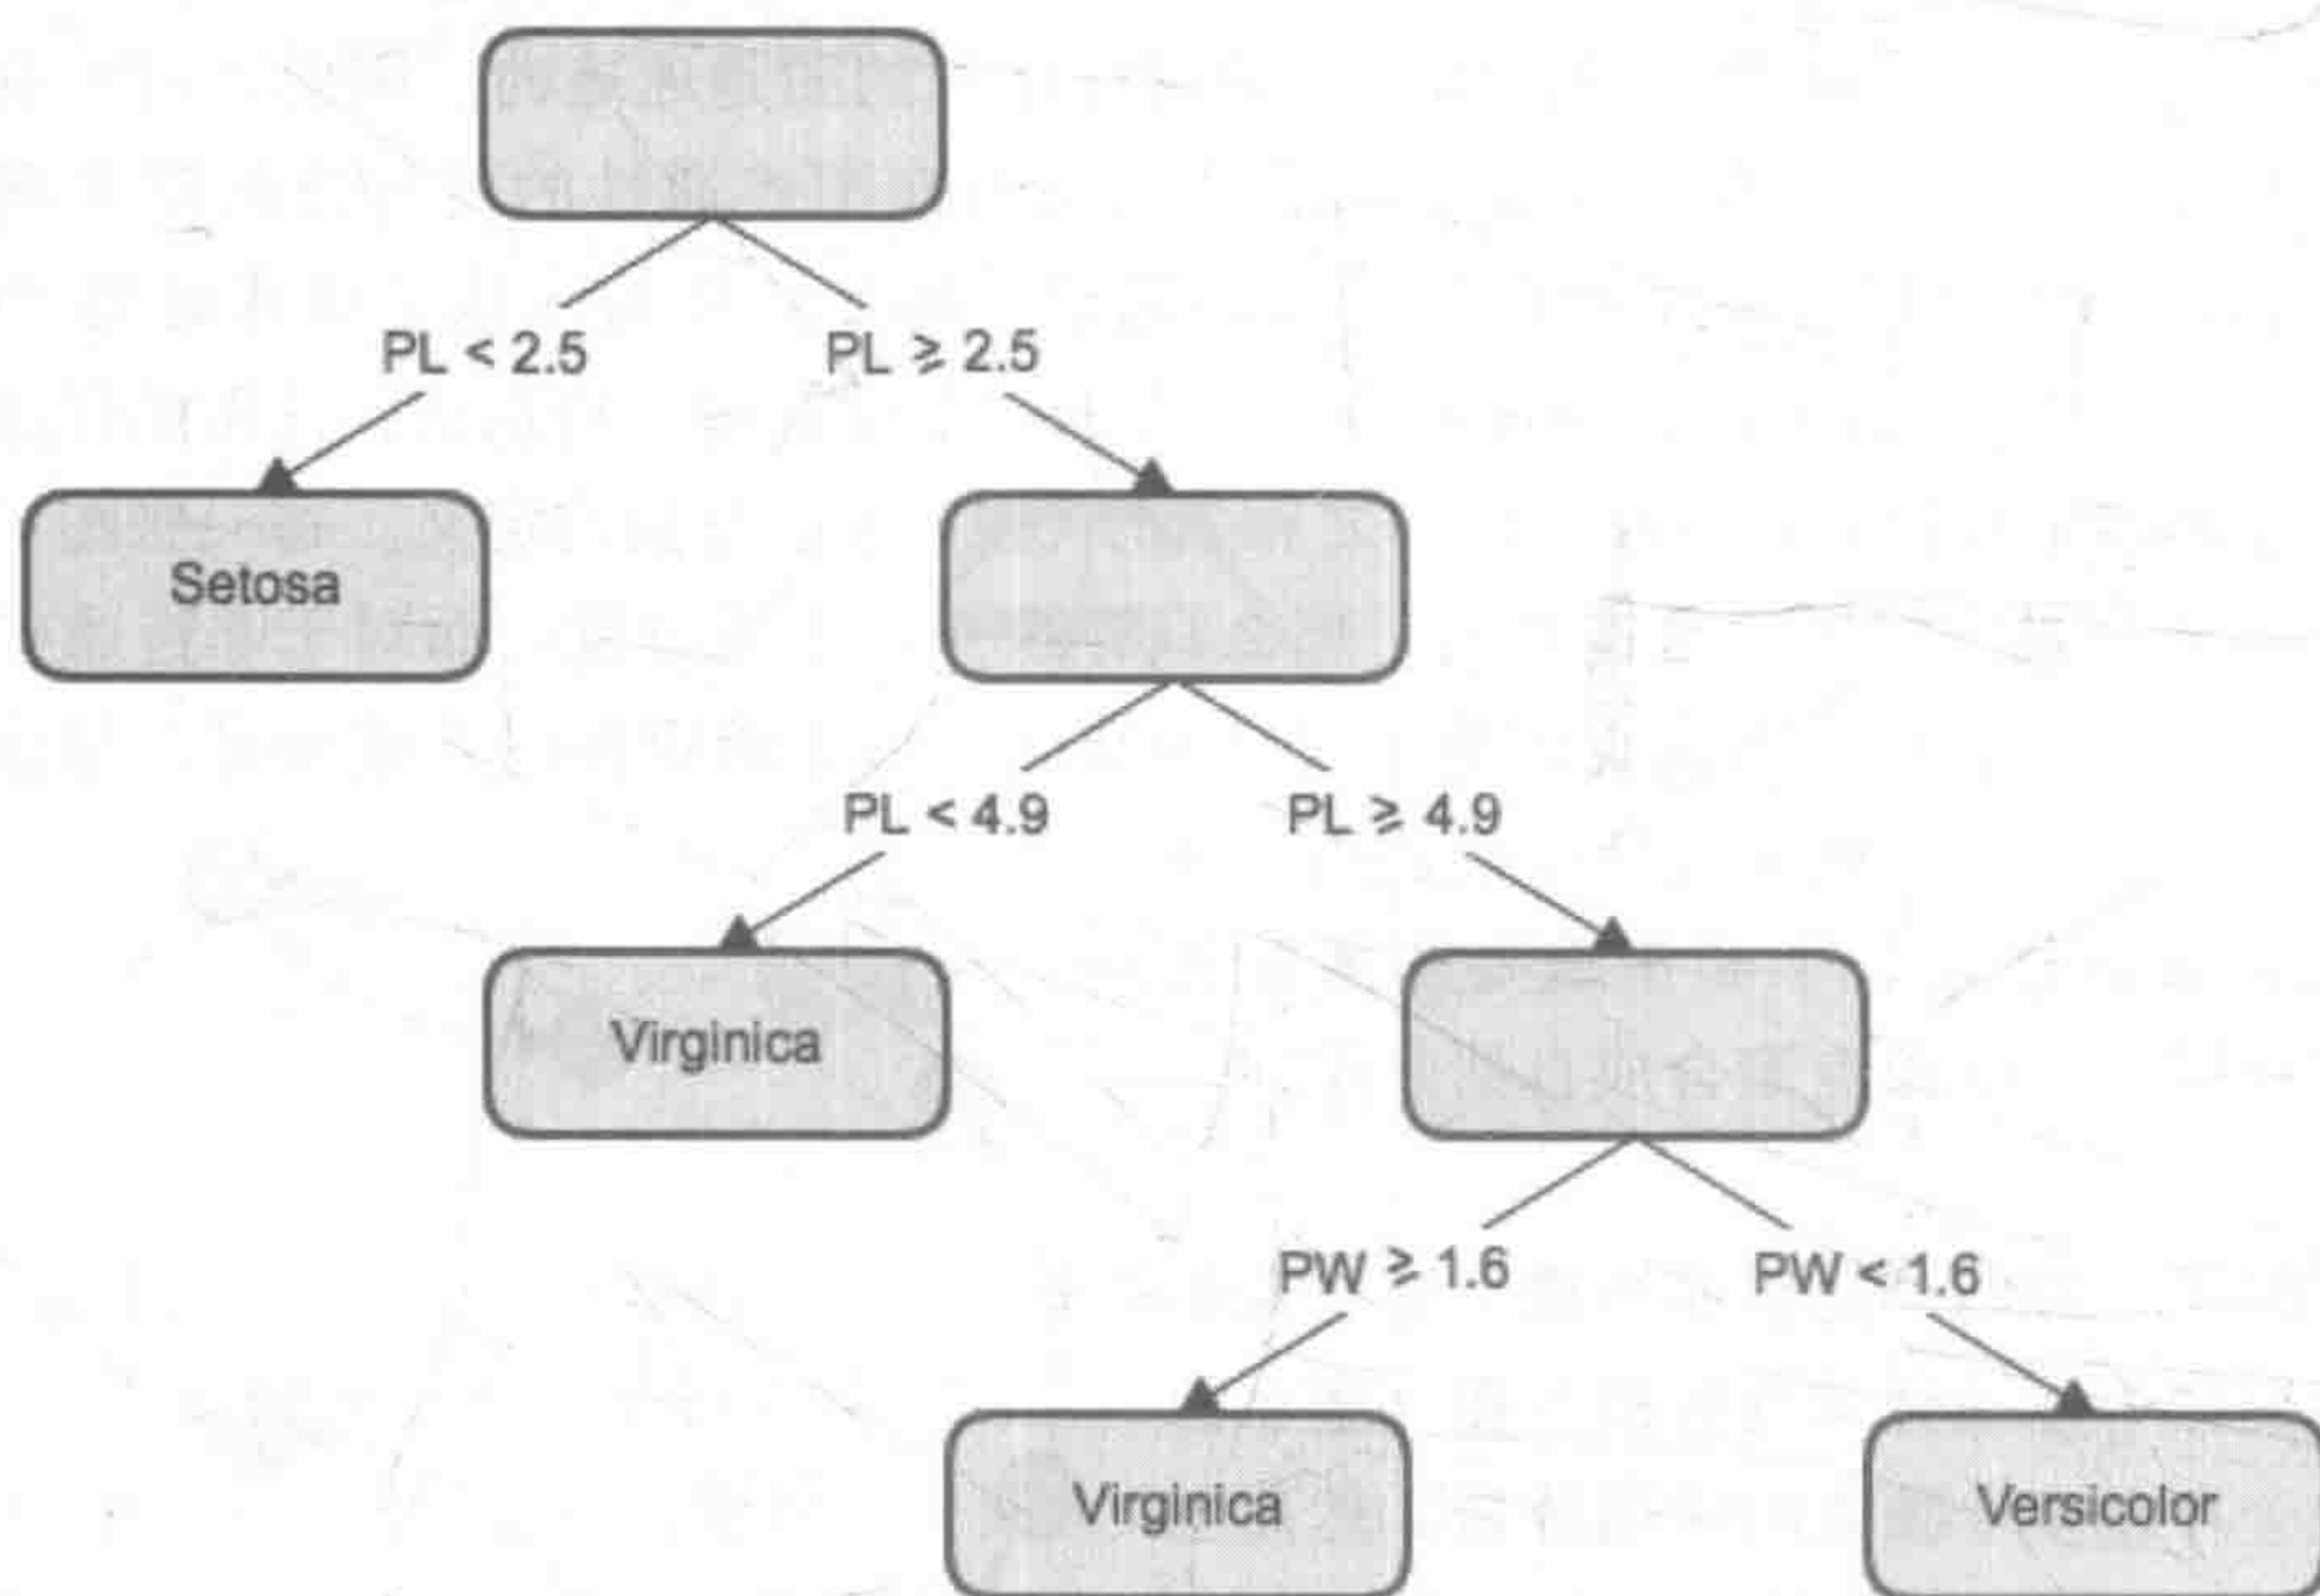 PL < 2.5
PL ⩾ 2.5
Setosa
PL < 4.9
PL ⩾ 4.9
Virginica
PW ⩾ 1.6
PW < 1.6
Virginica
Versicolor